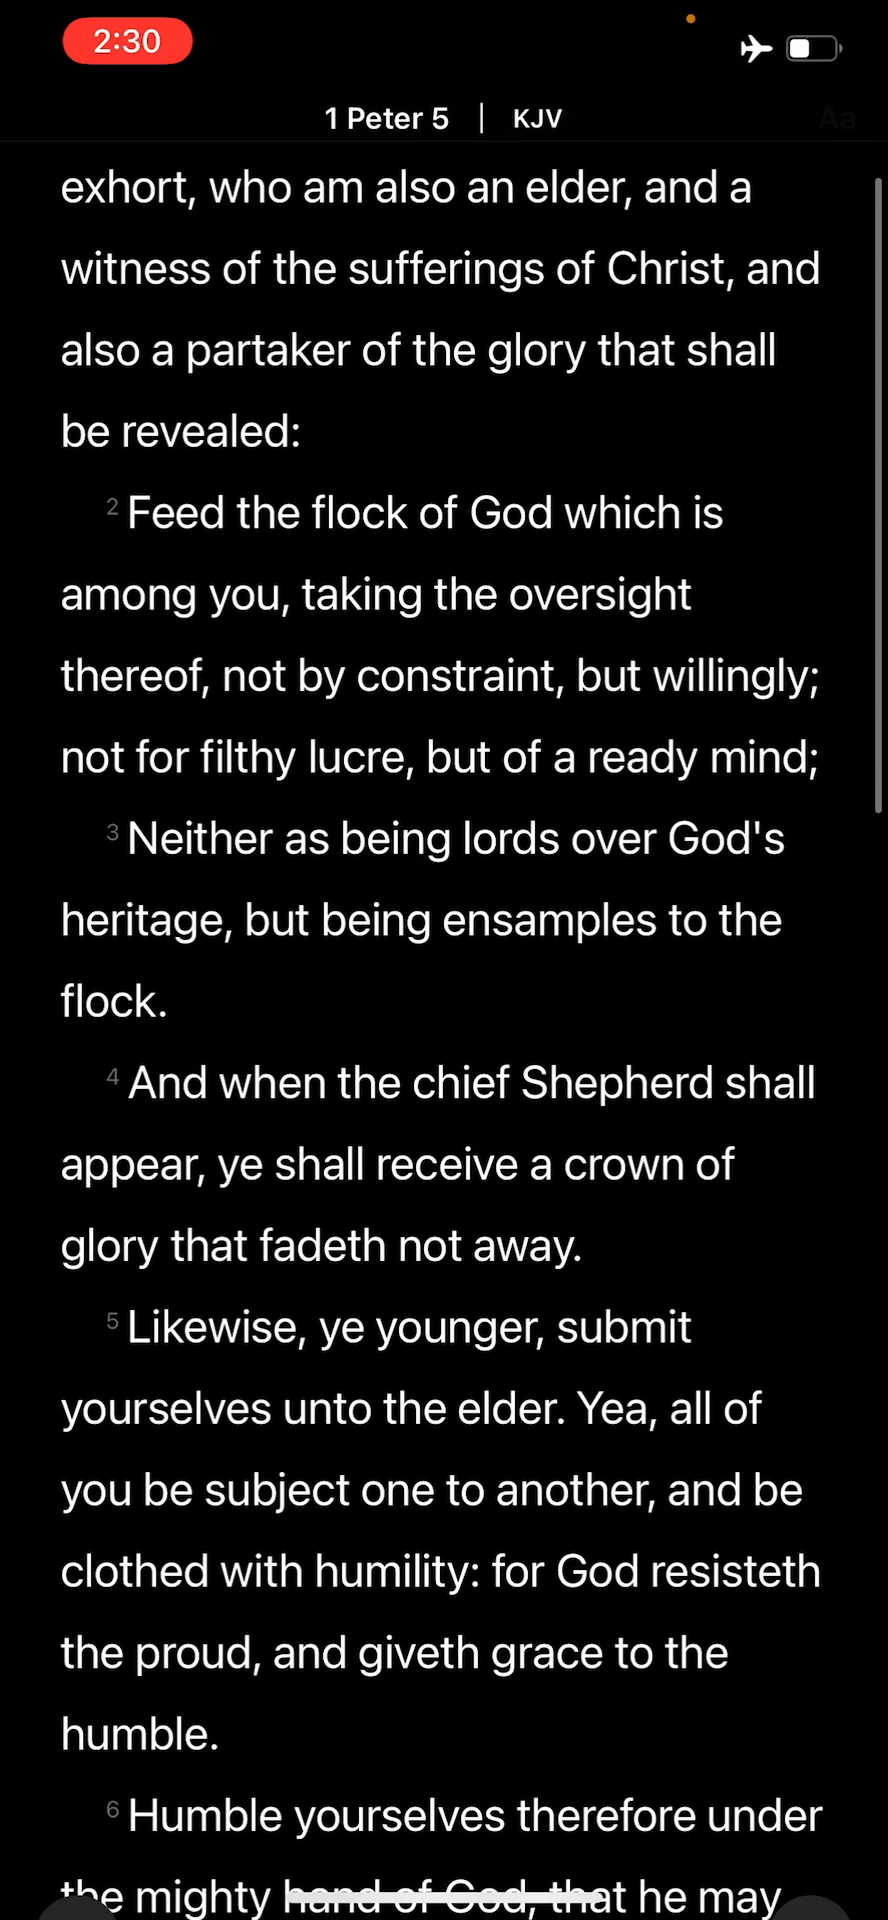 2:30
1 Peter 5 | KJV
Aa
exhort, who am also an elder, and a
witness of the sufferings of Christ, and
also a partaker of the glory that shall
be revealed:
2 Feed the flock of God which is
among you, taking the oversight
thereof, not by constraint, but willingly;
not for filthy lucre, but of a ready mind;
3 Neither as being lords over God's
heritage, but being ensamples to the
flock.
4 And when the chief Shepherd shall
appear, ye shall receive a crown of
glory that fadeth not away.
5 Likewise, ye younger, submit
yourselves unto the elder. Yea, all of
you be subject one to another, and be
clothed with humility: for God resisteth
the proud, and giveth grace to the
humble.
6 Humble yourselves therefore under
the mighty hand of God, that he may